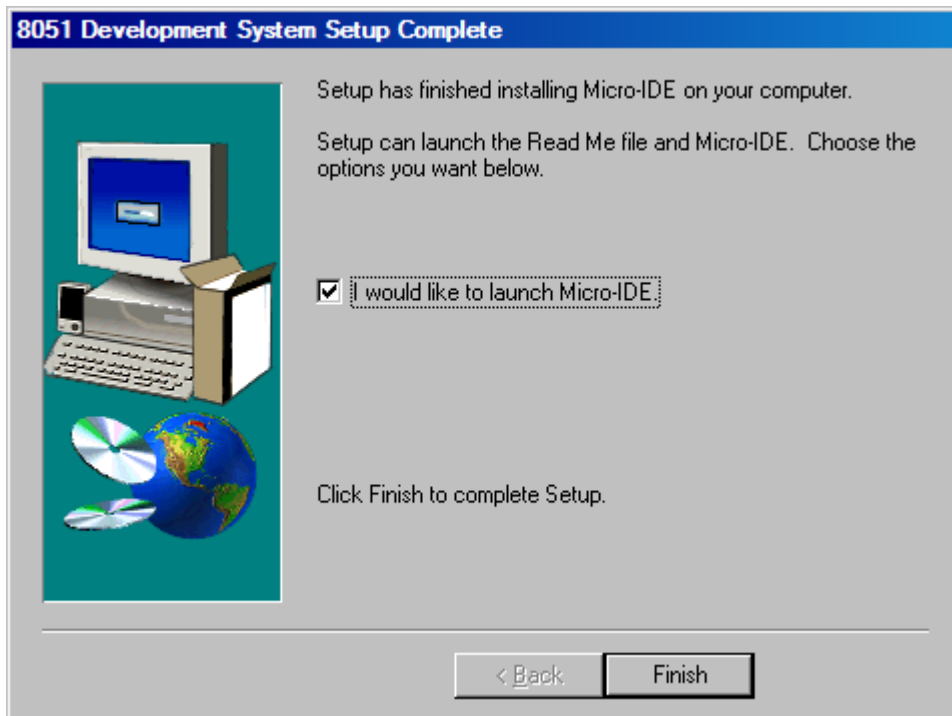 8051 Development System Setup Complete
Setup has finished installing Micro-IDE on your computer.
Setup can launch the Read Me file and Micro-IDE.  Choose the
options you want below.
I would like to launch Micro-IDE.
Click Finish to complete Setup.
< Back
Finish